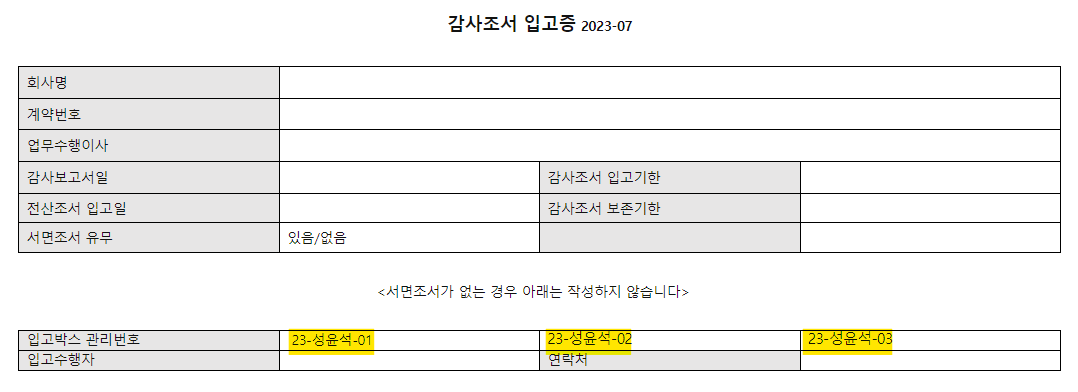 감사조서 입고증 2023-07
회사명
계약번호
업무수행이사
감사보고서일 감사조서 입고기한
전산조서 입고일 감사조서 보존기한
서면조서 유무 있음/없음
<서면조서가 없는 경우 아래는 작성하지 않습니다>
입고박스 관리번호 23-성윤석-01 23-성윤석-02 23-성윤석-03
입고수행자 연락처